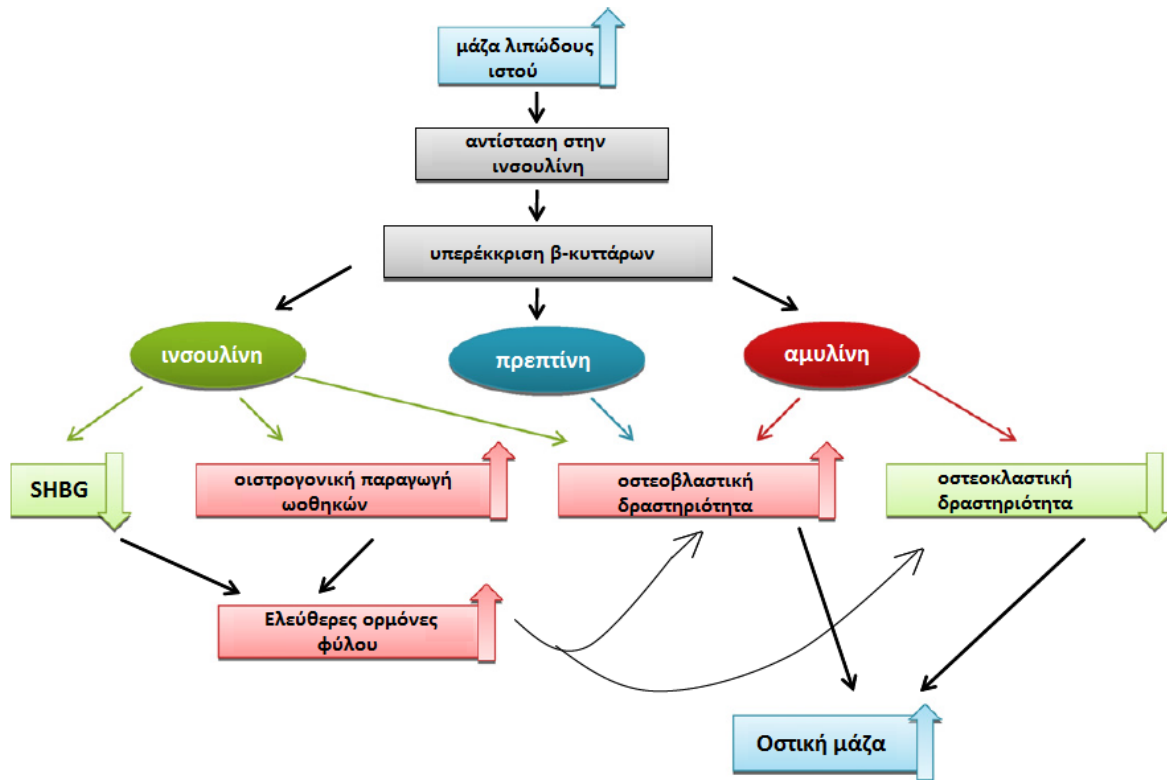 μάζα λιπώδους
ιστού
αντίσταση στην
ινσουλίνη
υπερέκκριση β-κυττάρων
ινσουλίνη
πρεπτίνη
αμυλίνη
SHBG
οιστρογονική παραγωγή
ωοθηκών
οστεοβλαστική
δραστηριότητα
οστεοκλαστική
δραστηριότητα
Ελεύθερες ορμόνες
φύλου
Οστική μάζα